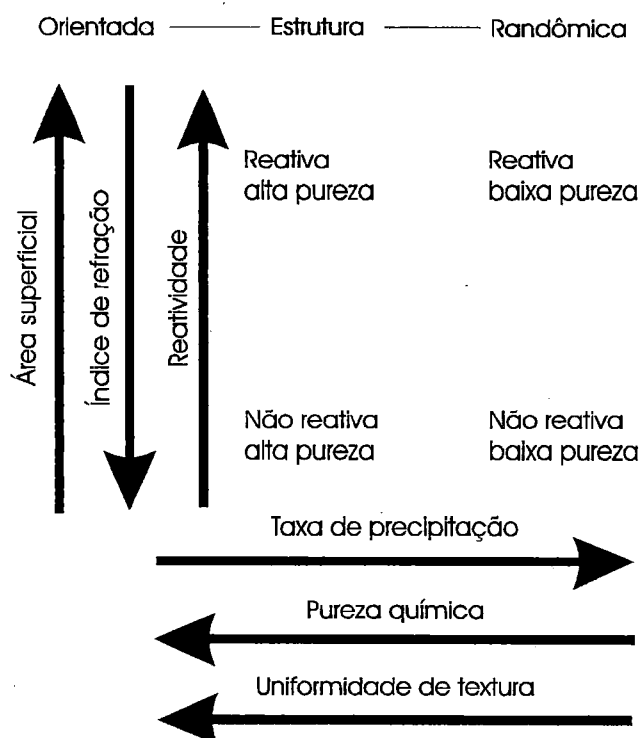 Orientada — Estrutura — Randômica
Área superficial
Índice de refração
Reatividade
Reativa
alta pureza
Reativa
baixa pureza
Não reativa
alta pureza
Não reativa
baixa pureza
Taxa de precipitação
Pureza química
Uniformidade de textura